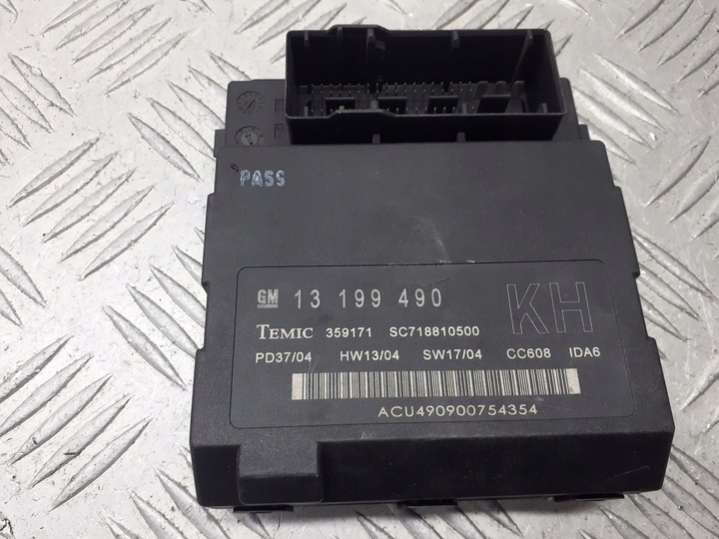 PASS
GM 13 199 490 KH
TEMIC 359171 SC718810500
PD37/04 HW13/04 SW17/04 CC608 IDA6
ACU490900754354